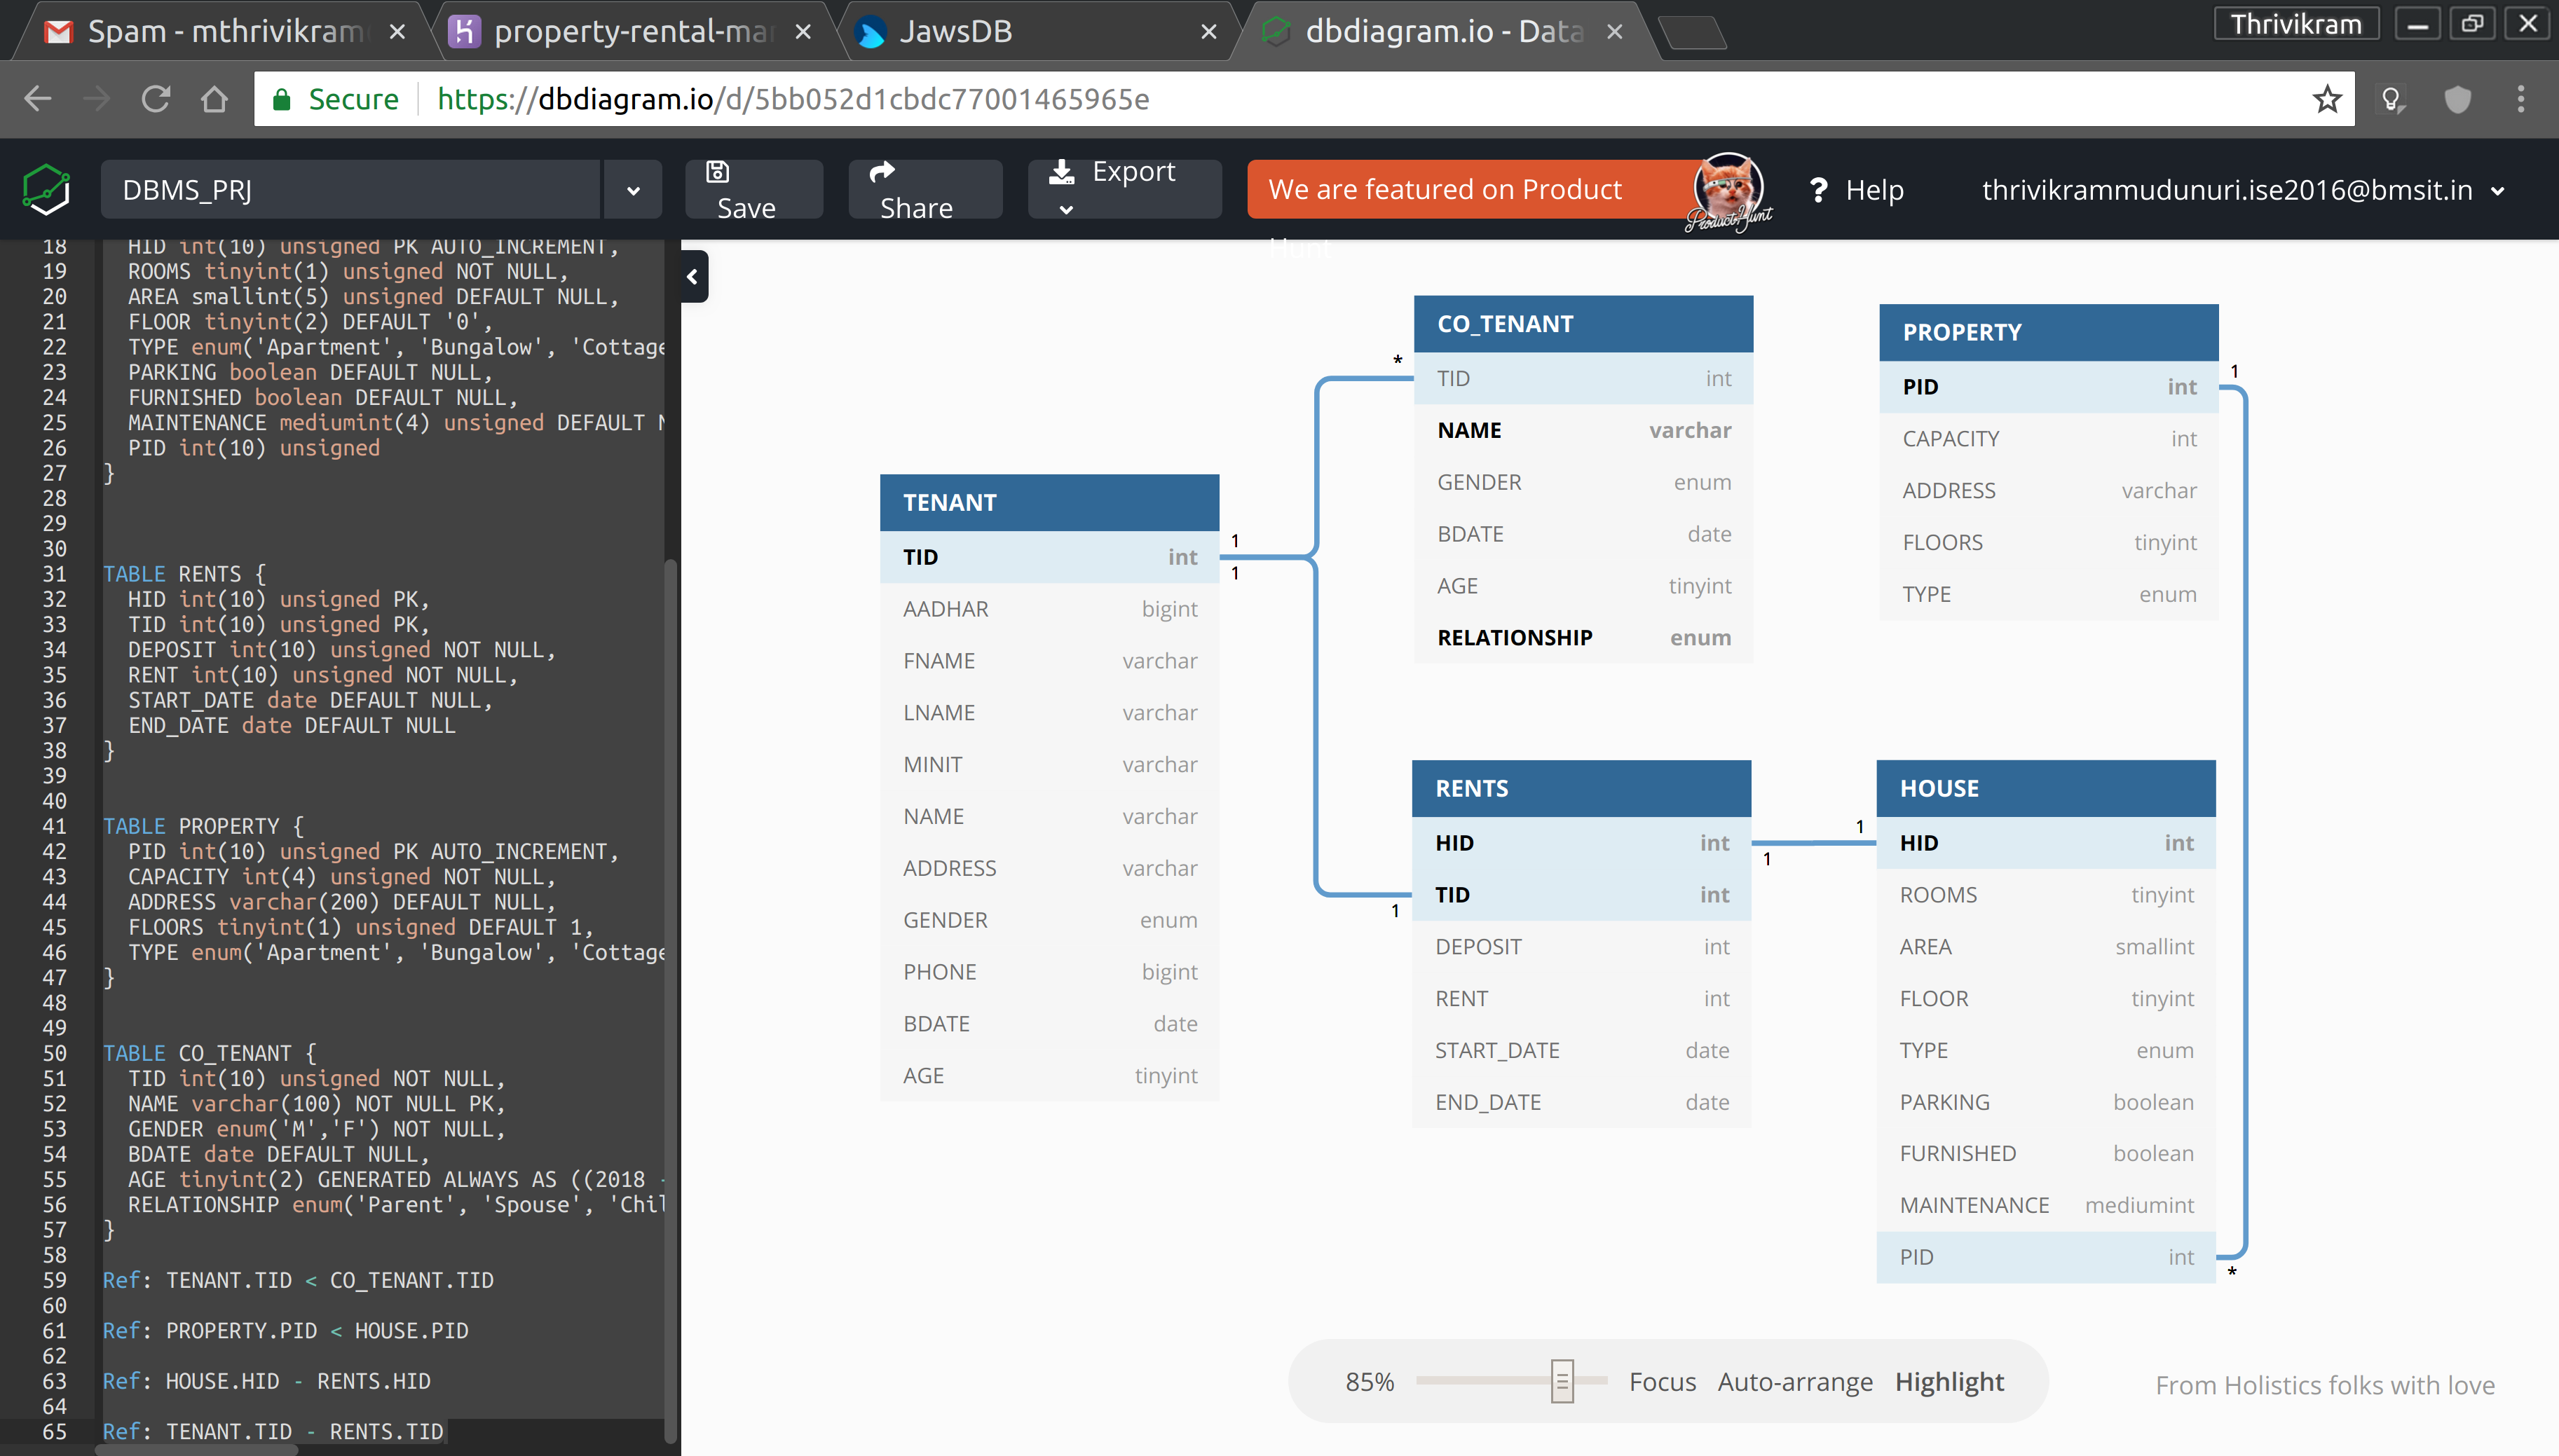 Spam - mthrivikram
property-rental-mar
JawsDB
dbdiagram.io - Data
Thrivikram
Secure
https://dbdiagram.io/d/5bb052d1cbdc77001465965e
DBMS_PRJ
Save
Share
Export
We are featured on Product
Hunt
ProductHunt
? Help
thrivikrammudunuri.ise2016@bmsit.in
18 HID int(10) unsigned PK AUTO_INCREMENT,
19 ROOMS tinyint(1) unsigned NOT NULL,
20 AREA smallint(5) unsigned DEFAULT NULL,
21 FLOOR tinyint(2) DEFAULT '0',
22 TYPE enum('Apartment', 'Bungalow', 'Cottage
23 PARKING boolean DEFAULT NULL,
24 FURNISHED boolean DEFAULT NULL,
25 MAINTENANCE mediumint(4) unsigned DEFAULT N
26 PID int(10) unsigned
27 }
28
29
30
31 TABLE RENTS {
32 HID int(10) unsigned PK,
33 TID int(10) unsigned PK,
34 DEPOSIT int(10) unsigned NOT NULL,
35 RENT int(10) unsigned NOT NULL,
36 START_DATE date DEFAULT NULL,
37 END_DATE date DEFAULT NULL
38 }
39
40
41 TABLE PROPERTY {
42 PID int(10) unsigned PK AUTO_INCREMENT,
43 CAPACITY int(4) unsigned NOT NULL,
44 ADDRESS varchar(200) DEFAULT NULL,
45 FLOORS tinyint(1) unsigned DEFAULT 1,
46 TYPE enum('Apartment', 'Bungalow', 'Cottage
47 }
48
49
50 TABLE CO_TENANT {
51 TID int(10) unsigned NOT NULL,
52 NAME varchar(100) NOT NULL PK,
53 GENDER enum('M','F') NOT NULL,
54 BDATE date DEFAULT NULL,
55 AGE tinyint(2) GENERATED ALWAYS AS ((2018 -
56 RELATIONSHIP enum('Parent', 'Spouse', 'Chil
57 }
58
59 Ref: TENANT.TID < CO_TENANT.TID
60
61 Ref: PROPERTY.PID < HOUSE.PID
62
63 Ref: HOUSE.HID - RENTS.HID
64
65 Ref: TENANT.TID - RENTS.TID
TENANT
TID int
AADHAR bigint
FNAME varchar
LNAME varchar
MINIT varchar
NAME varchar
ADDRESS varchar
GENDER enum
PHONE bigint
BDATE date
AGE tinyint
1
1
*
1
CO_TENANT
TID int
NAME varchar
GENDER enum
BDATE date
AGE tinyint
RELATIONSHIP enum
PROPERTY
PID int
CAPACITY int
ADDRESS varchar
FLOORS tinyint
TYPE enum
1
RENTS
HID int
TID int
DEPOSIT int
RENT int
START_DATE date
END_DATE date
1
1
HOUSE
HID int
ROOMS tinyint
AREA smallint
FLOOR tinyint
TYPE enum
PARKING boolean
FURNISHED boolean
MAINTENANCE mediumint
PID int
*
85% Focus Auto-arrange Highlight
From Holistics folks with love